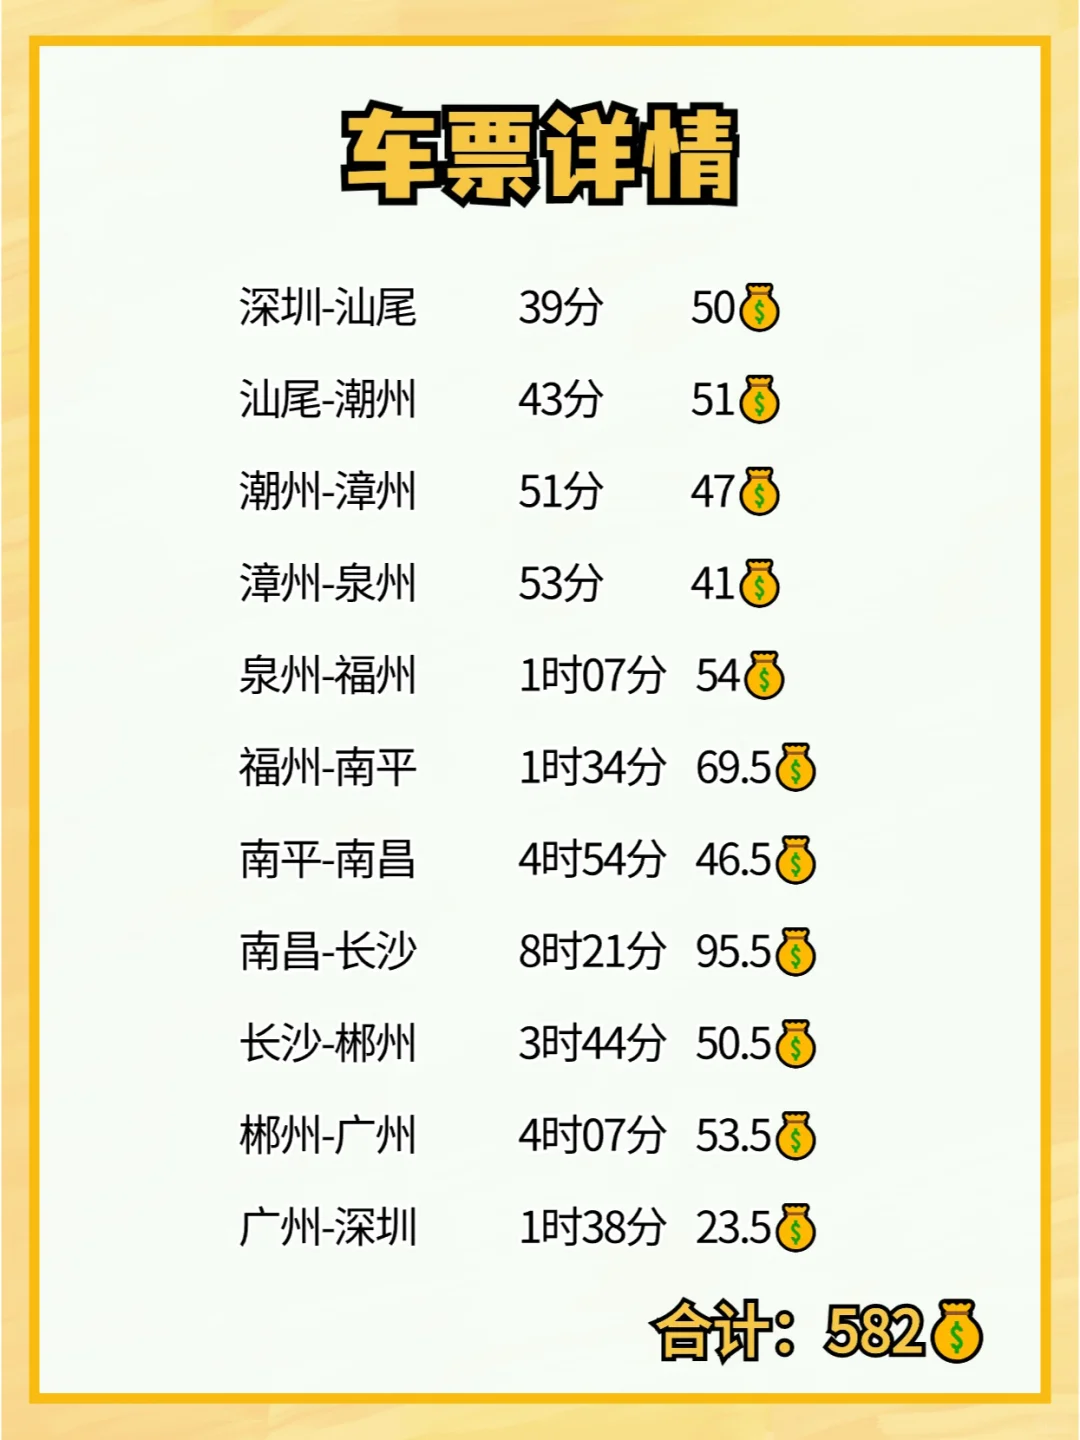 车票详情
深圳-汕尾 39分 50
汕尾-潮州 43分 51
潮州-漳州 51分 47
漳州-泉州 53分 41
泉州-福州 1时07分 54
福州-南平 1时34分 69.5
南平-南昌 4时54分 46.5
南昌-长沙 8时21分 95.5
长沙-郴州 3时44分 50.5
郴州-广州 4时07分 53.5
广州-深圳 1时38分 23.5
合计：582